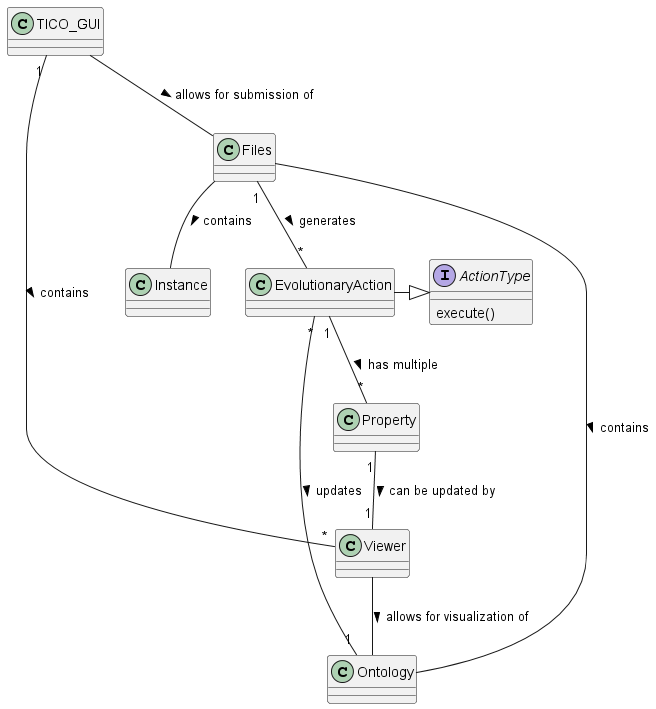 C TICO_GUI
1
allows for submission of
C Files
1
contains
generates
*
C Instance
C EvolutionaryAction
I ActionType
execute()
contains
* 1
has multiple
*
C Property
contains
1
updates
can be updated by
1
*
C Viewer
allows for visualization of
1
C Ontology